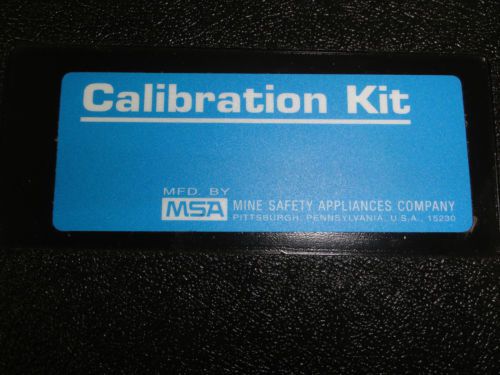 Calibration Kit
MFD. BY
MSA MINE SAFETY APPLIANCES COMPANY
PITTSBURGH, PENNSYLVANIA, U.S.A., 15230